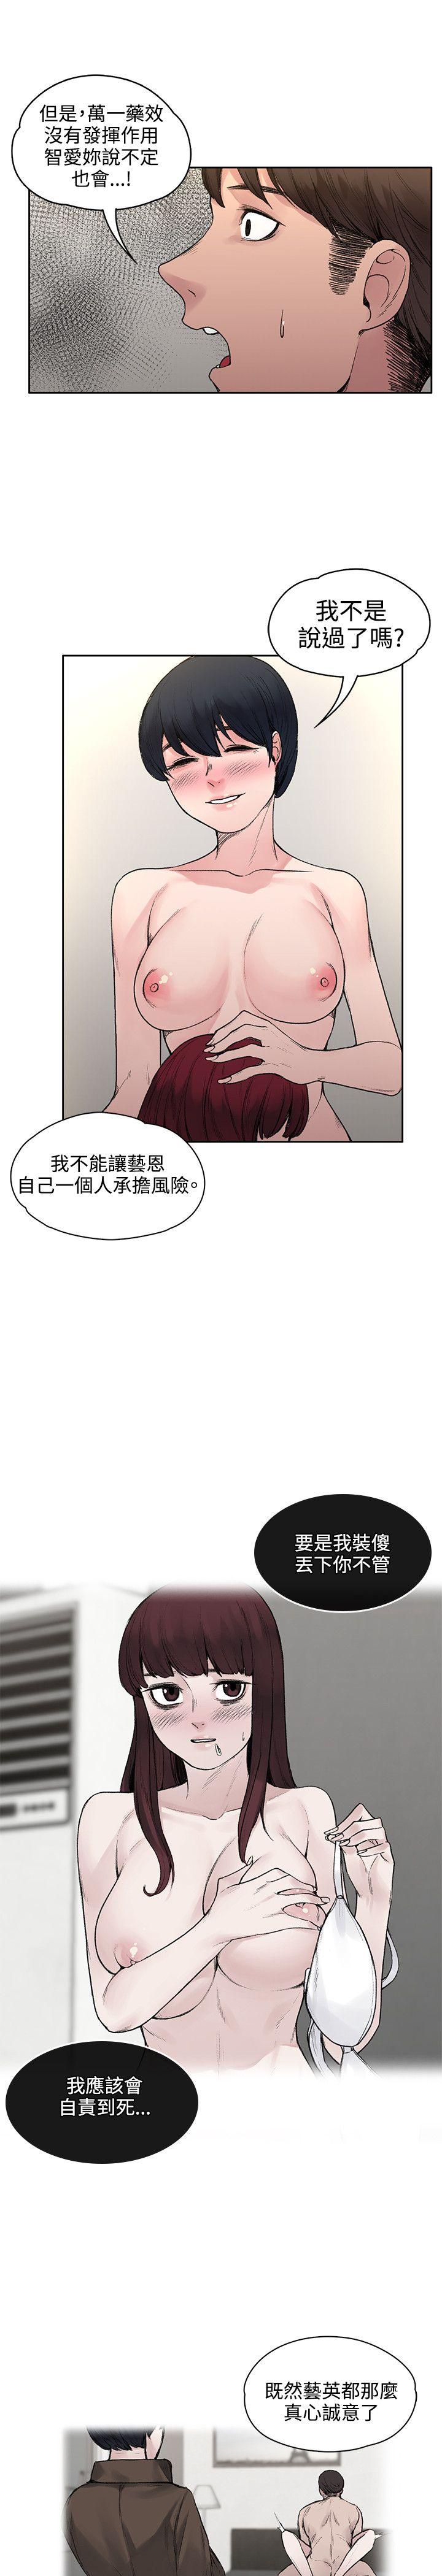 但是，萬一藥效
沒有發揮作用
智愛妳說不定
也會...!
我不是
說過了嗎?
我不能讓藝恩
自己一個人承擔風險。
要是我裝傻
丟下你不管
我應該會
自責到死...
既然藝英都那麼
真心誠意了